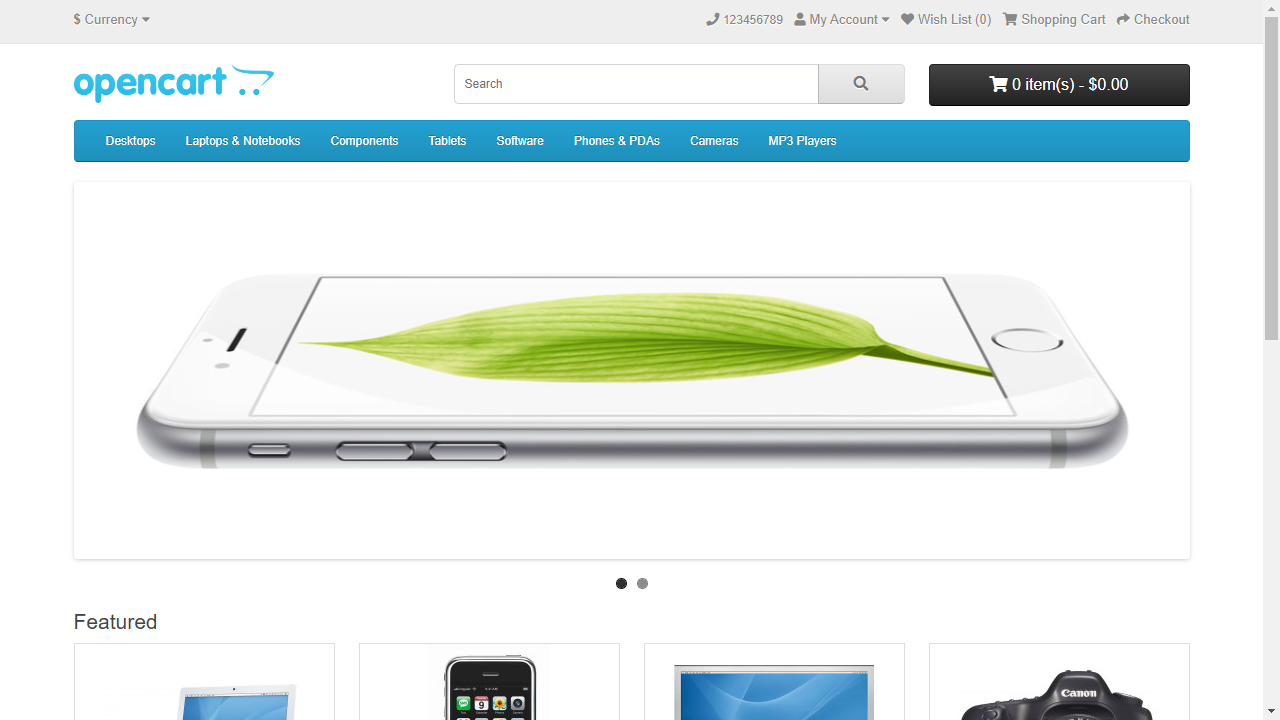 $ Currency
123456789 My Account Wish List (0) Shopping Cart Checkout
opencart
Search
0 item(s) - $0.00
Desktops Laptops & Notebooks Components Tablets Software Phones & PDAs Cameras MP3 Players
Featured
Canon